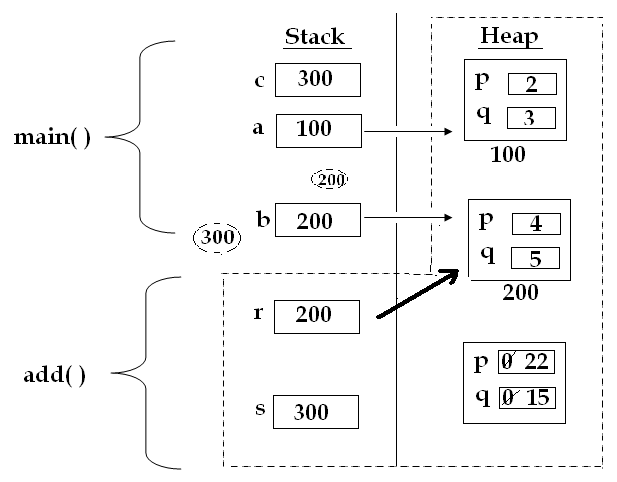 Stack
Heap
c 300
p 2
a 100
q 3
main( )
100
200
b 200
p 4
300
q 5
200
r 200
add( )
p 0 22
s 300
q 0 15